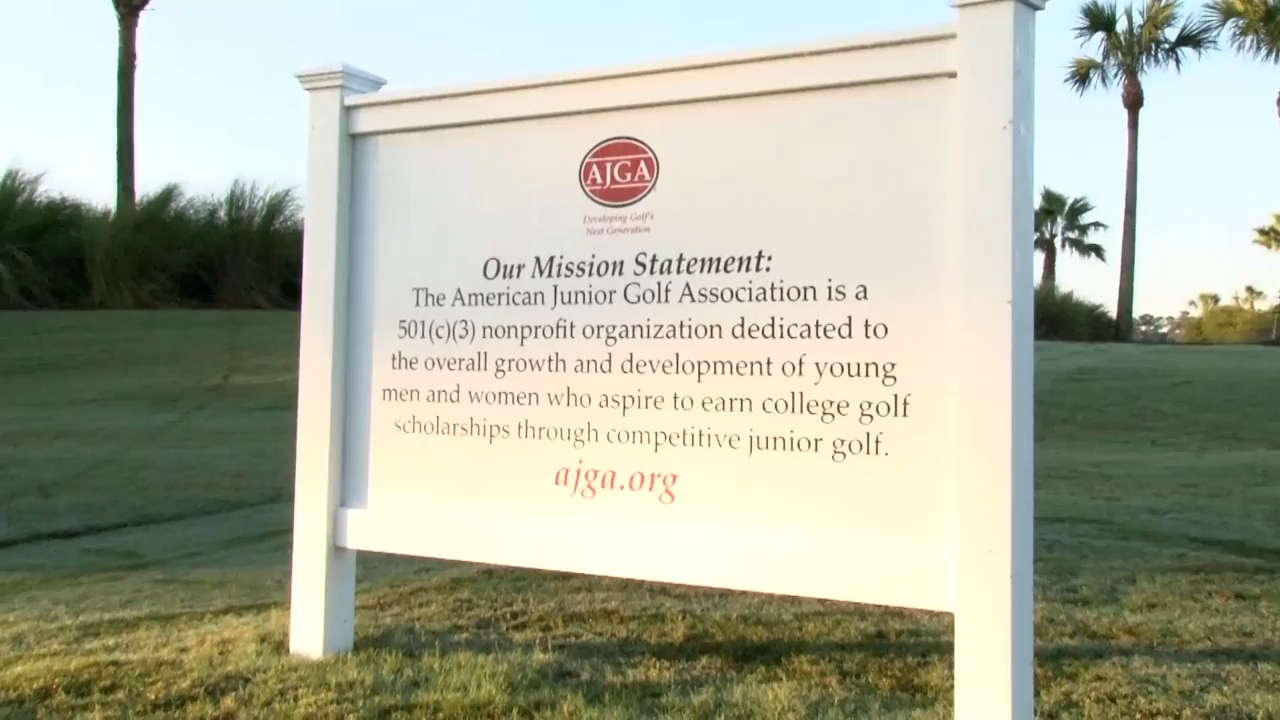 AJGA
Developing Golf's
Next Generation
Our Mission Statement:
The American Junior Golf Association is a
501(c)(3) nonprofit organization dedicated to
the overall growth and development of young
men and women who aspire to earn college golf
scholarships through competitive junior golf.
ajga.org